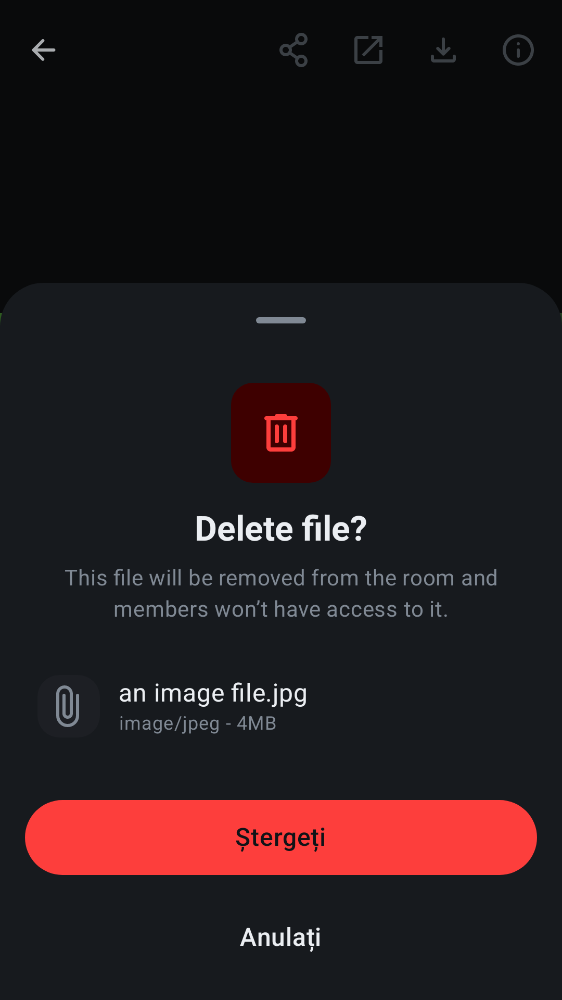 Delete file?
This file will be removed from the room and
members won’t have access to it.
an image file.jpg
image/jpeg - 4MB
Ștergeți
Anulați